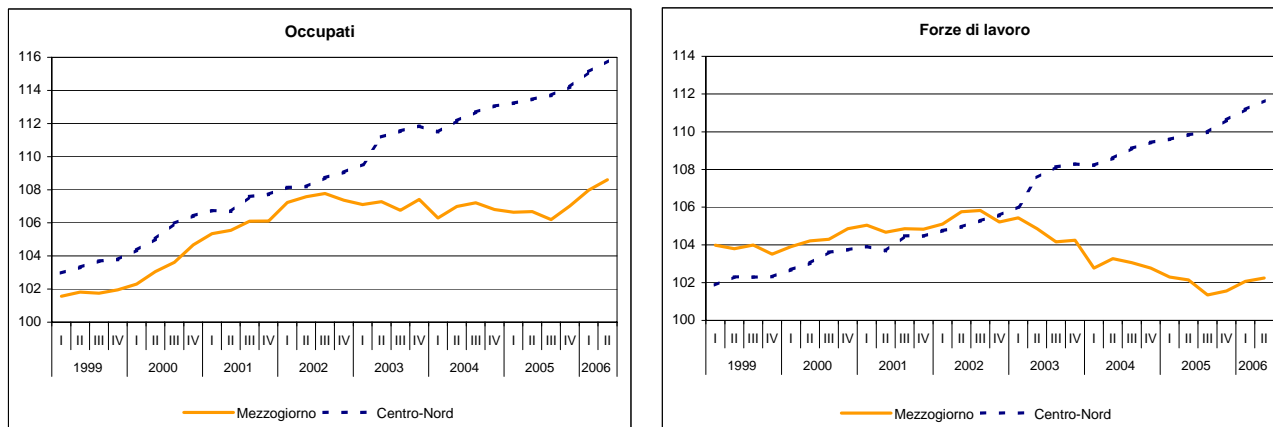 Occupati
116
114
112
110
108
106
104
102
100
I II III IV I II III IV I II III IV I II III IV I II III IV I II III IV I II III IV I II
1999 2000 2001 2002 2003 2004 2005 2006
Mezzogiorno Centro-Nord
Forze di lavoro
114
112
110
108
106
104
102
100
I II III IV I II III IV I II III IV I II III IV I II III IV I II III IV I II III IV I II
1999 2000 2001 2002 2003 2004 2005 2006
Mezzogiorno Centro-Nord